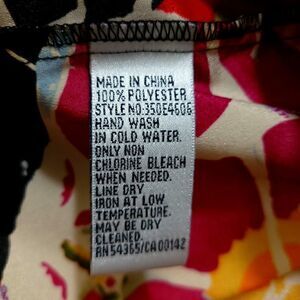 MADE IN CHINA
100% POLYESTER
STYLE NO:350E4606
HAND WASH
IN COLD WATER.
ONLY NON
CHLORINE BLEACH
WHEN NEEDED.
LINE DRY
IRON AT LOW
TEMPERATURE.
MAY BE DRY
CLEANED.
RN54365/CA00142